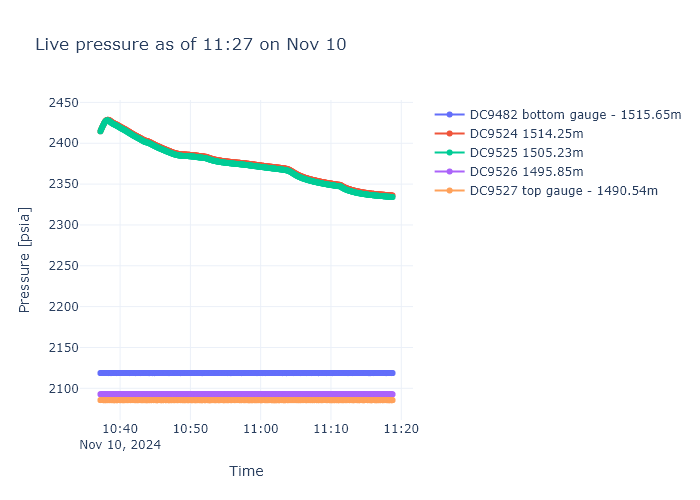 Live pressure as of 11:27 on Nov 10
2450
2400
2350
2300
2250
2200
2150
2100
Pressure [psia]
10:40
10:50
11:00
11:10
11:20
Nov 10, 2024
Time
DC9482 bottom gauge - 1515.65m
DC9524 1514.25m
DC9525 1505.23m
DC9526 1495.85m
DC9527 top gauge - 1490.54m